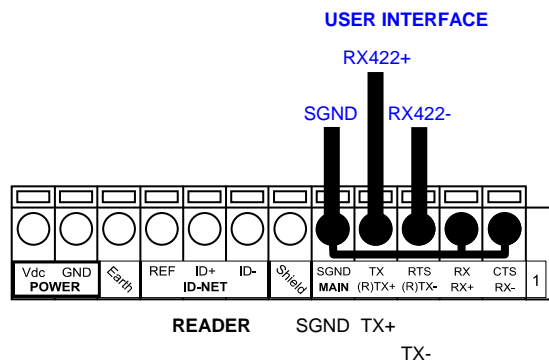 USER INTERFACE
RX422+
SGND RX422-
Vdc GND Earth REF ID+ ID- Shield SGND TX RTS RX CTS 1
POWER ID-NET MAIN (R)TX+ (R)TX- RX+ RX-
READER SGND TX+
TX-